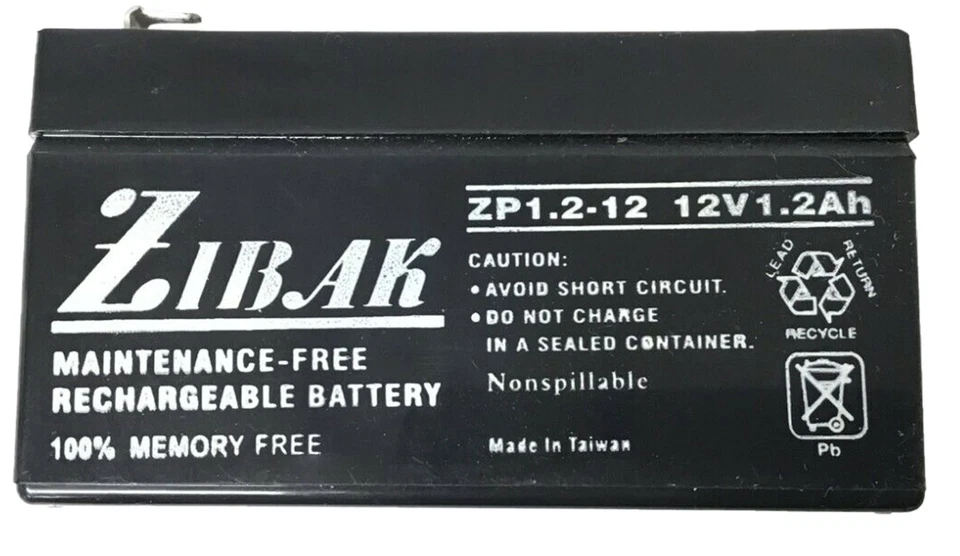 ZIBAK
MAINTENANCE-FREE
RECHARGEABLE BATTERY
100% MEMORY FREE
ZP1.2-12 12V1.2Ah
CAUTION:
• AVOID SHORT CIRCUIT.
• DO NOT CHARGE
IN A SEALED CONTAINER.
Nonspillable
Made In Taiwan
LEAD RETURN
RECYCLE
Pb